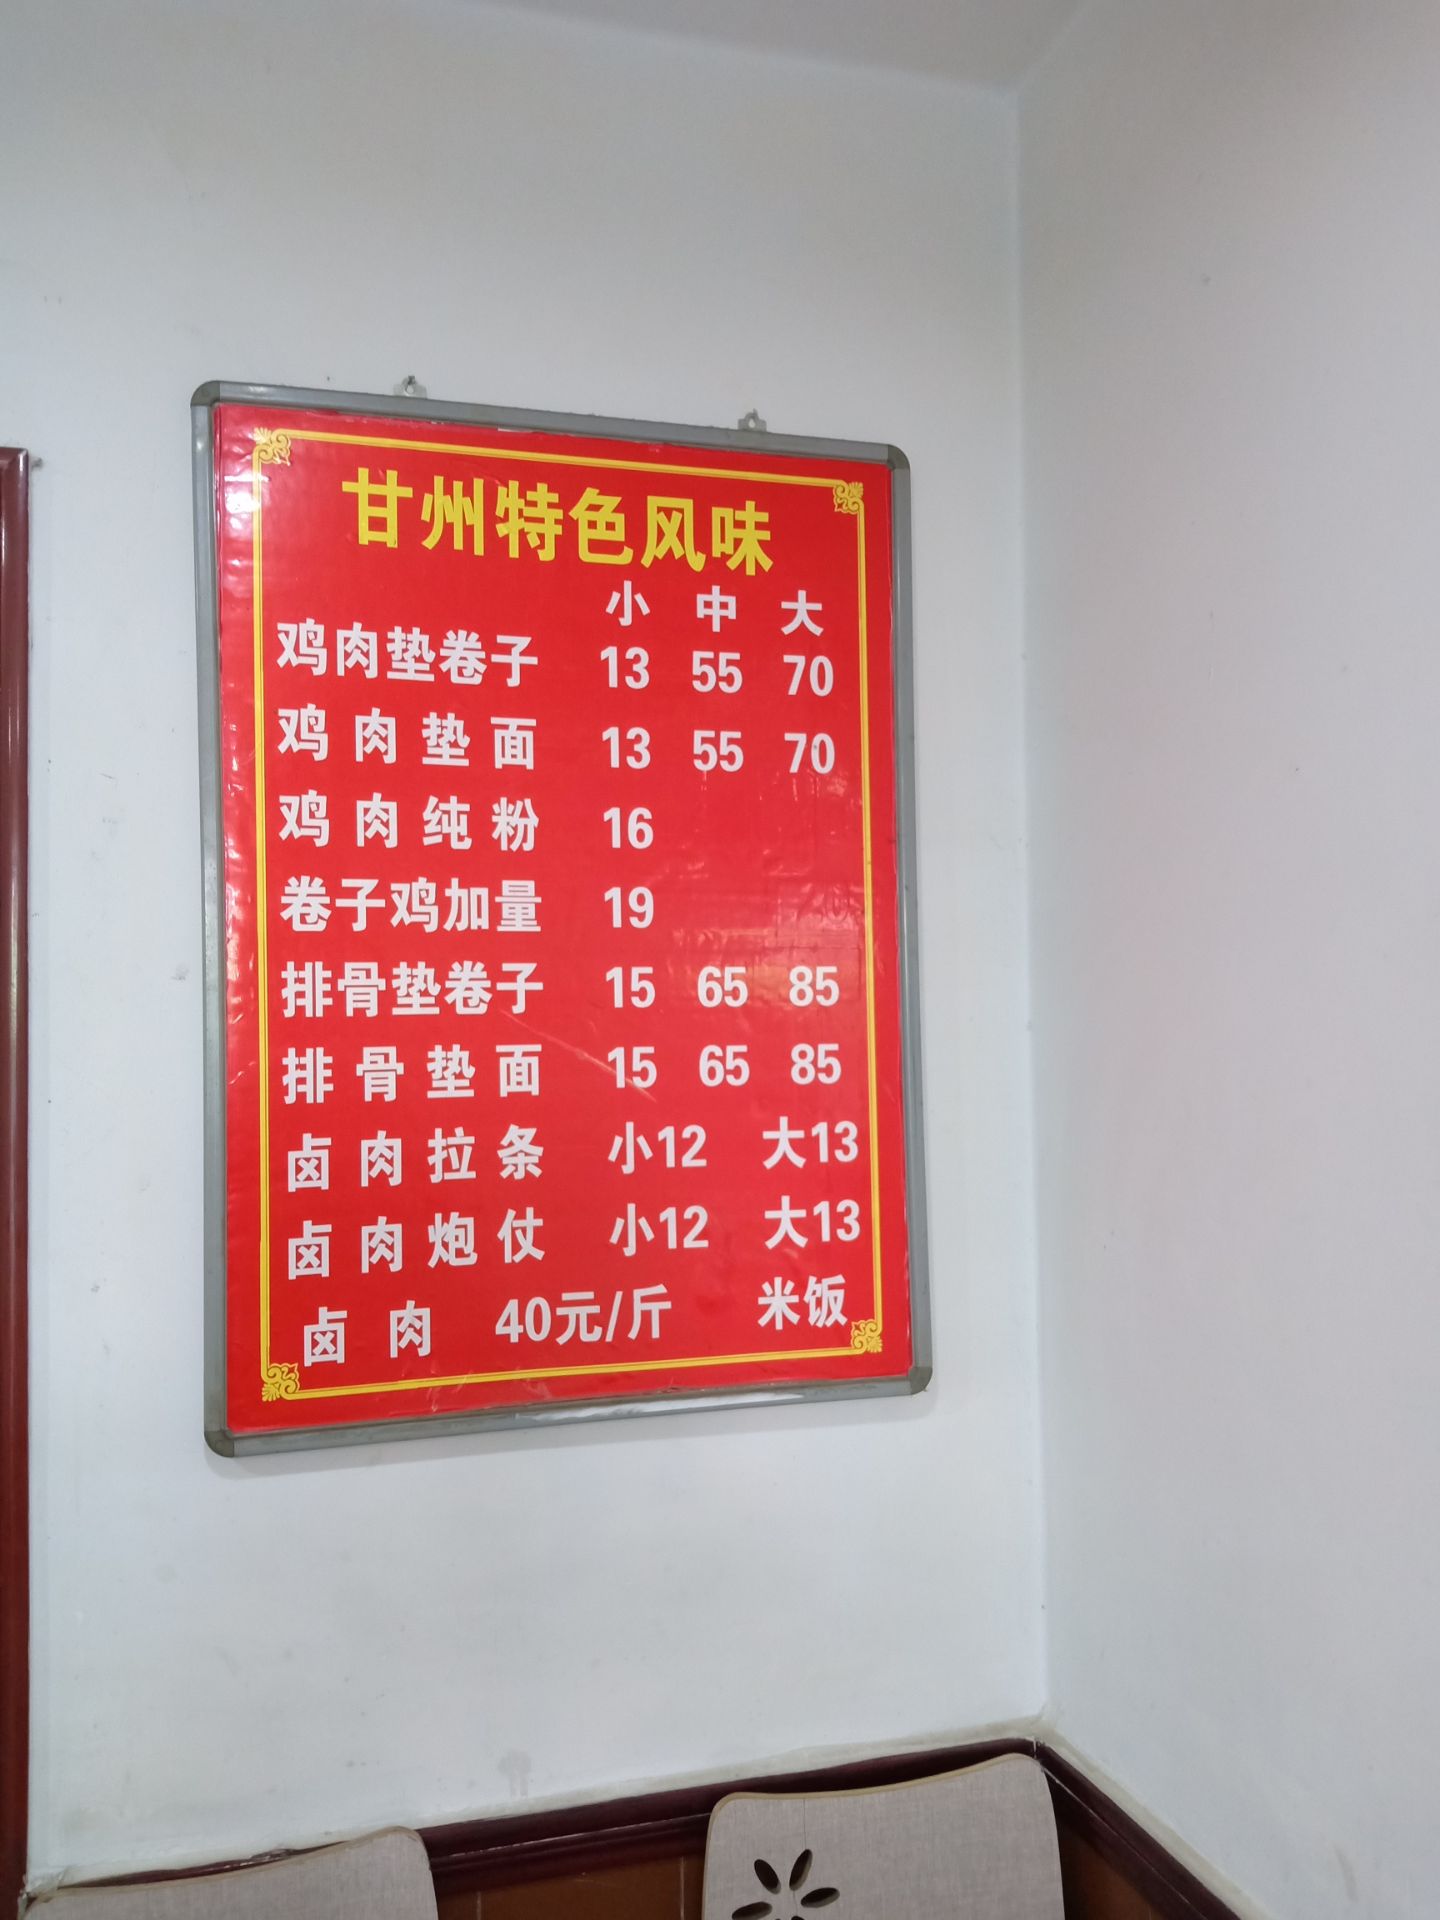 甘州特色风味
小 中 大
鸡肉垫卷子 13 55 70
鸡肉垫面 13 55 70
鸡肉纯粉 16
卷子鸡加量 19
排骨垫卷子 15 65 85
排骨垫面 15 65 85
卤肉拉条 小12 大13
卤肉炮仗 小12 大13
卤肉 40元/斤 米饭